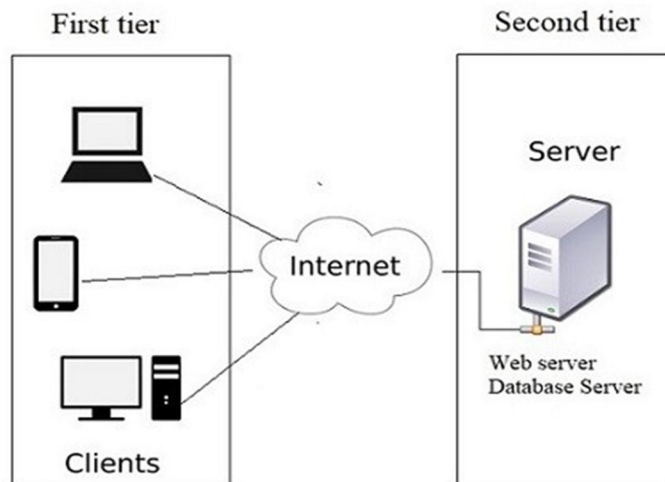 First tier
Second tier
Server
Internet
Web server
Database Server
Clients